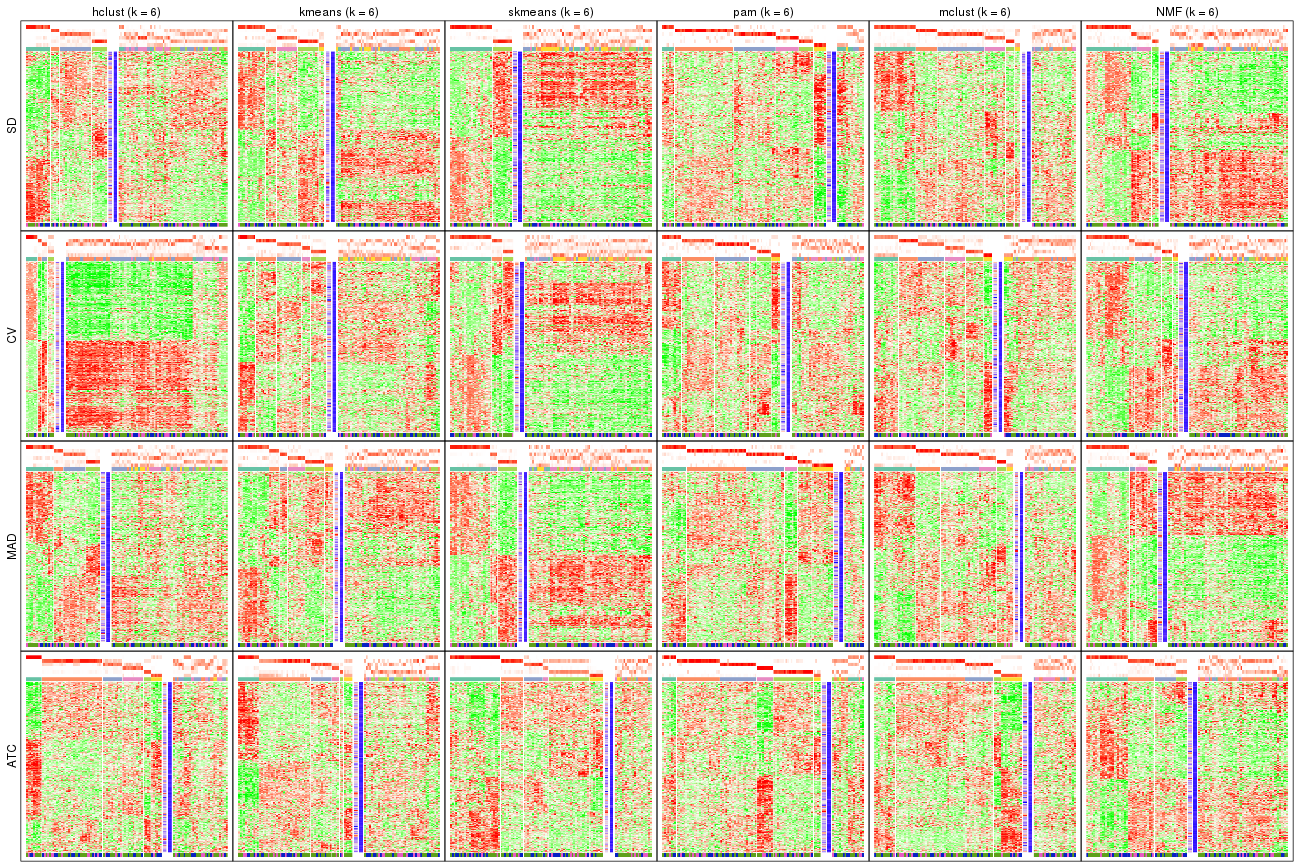 hclust (k = 6) kmeans (k = 6) skmeans (k = 6) pam (k = 6) mclust (k = 6) NMF (k = 6)
SD
CV
MAD
ATC